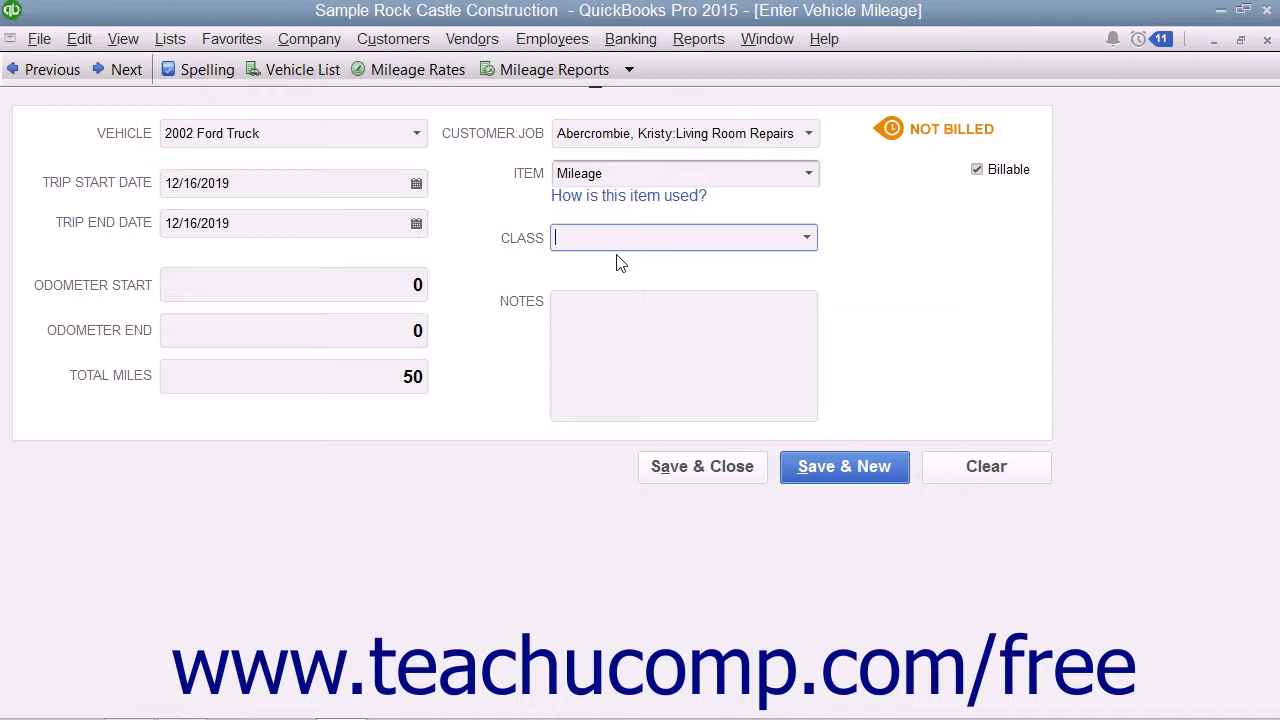 Sample Rock Castle Construction - QuickBooks Pro 2015 - [Enter Vehicle Mileage]
File Edit View Lists Favorites Company Customers Vendors Employees Banking Reports Window Help 11
Previous Next Spelling Vehicle List Mileage Rates Mileage Reports
VEHICLE 2002 Ford Truck CUSTOMER:JOB Abercrombie, Kristy:Living Room Repairs NOT BILLED
TRIP START DATE 12/16/2019 ITEM Mileage Billable
How is this item used?
TRIP END DATE 12/16/2019 CLASS
ODOMETER START 0 NOTES
ODOMETER END 0
TOTAL MILES 50
Save & Close Save & New Clear
www.teachucomp.com/free